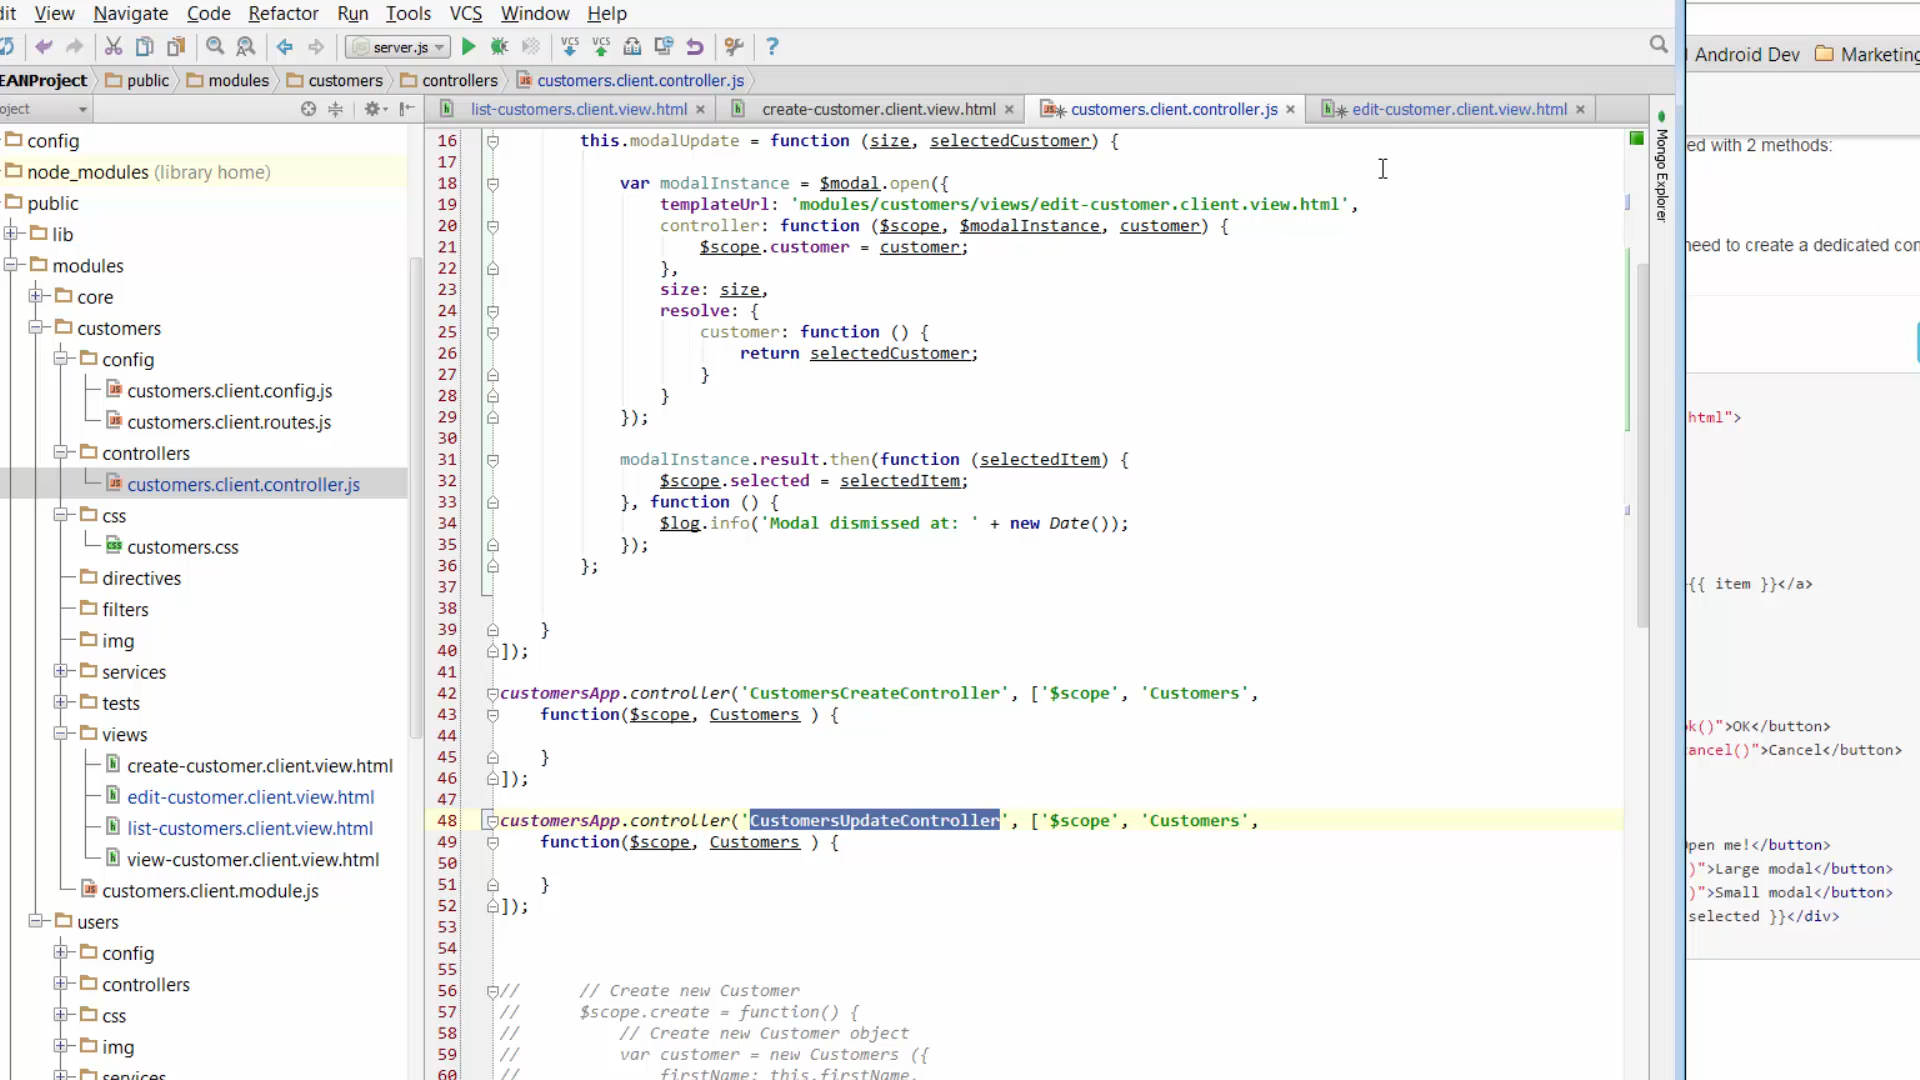 dit View Navigate Code Refactor Run Tools VCS Window Help
server.js VCS VCS ?
Android Dev Marketing
EANProject public modules customers controllers customers.client.controller.js
oject list-customers.client.view.html create-customer.client.view.html customers.client.controller.js edit-customer.client.view.html
config
node_modules (library home)
public
lib
modules
core
customers
config
customers.client.config.js
customers.client.routes.js
controllers
customers.client.controller.js
css
customers.css
directives
filters
img
services
tests
views
create-customer.client.view.html
edit-customer.client.view.html
list-customers.client.view.html
view-customer.client.view.html
customers.client.module.js
users
config
controllers
css
img
services
16 this.modalUpdate = function (size, selectedCustomer) {
17
18 var modalInstance = $modal.open({
19 templateUrl: 'modules/customers/views/edit-customer.client.view.html',
20 controller: function ($scope, $modalInstance, customer) {
21 $scope.customer = customer;
22 },
23 size: size,
24 resolve: {
25 customer: function () {
26 return selectedCustomer;
27 }
28 }
29 });
30
31 modalInstance.result.then(function (selectedItem) {
32 $scope.selected = selectedItem;
33 }, function () {
34 $log.info('Modal dismissed at: ' + new Date());
35 });
36 };
37
38
39 }
40 ]);
41
42 customersApp.controller('CustomersCreateController', ['$scope', 'Customers',
43 function($scope, Customers ) {
44
45 }
46 ]);
47
48 customersApp.controller('CustomersUpdateController', ['$scope', 'Customers',
49 function($scope, Customers ) {
50
51 }
52 ]);
53
54
55
56 // // Create new Customer
57 // $scope.create = function() {
58 // // Create new Customer object
59 // var customer = new Customers ({
60 // firstName: this.firstName,
Mongo Explorer
ed with 2 methods:
need to create a dedicated con
html">
{{ item }}</a>
ok()">OK</button>
ancel()">Cancel</button>
Open me!</button>
)">Large modal</button>
)">Small modal</button>
selected }}</div>